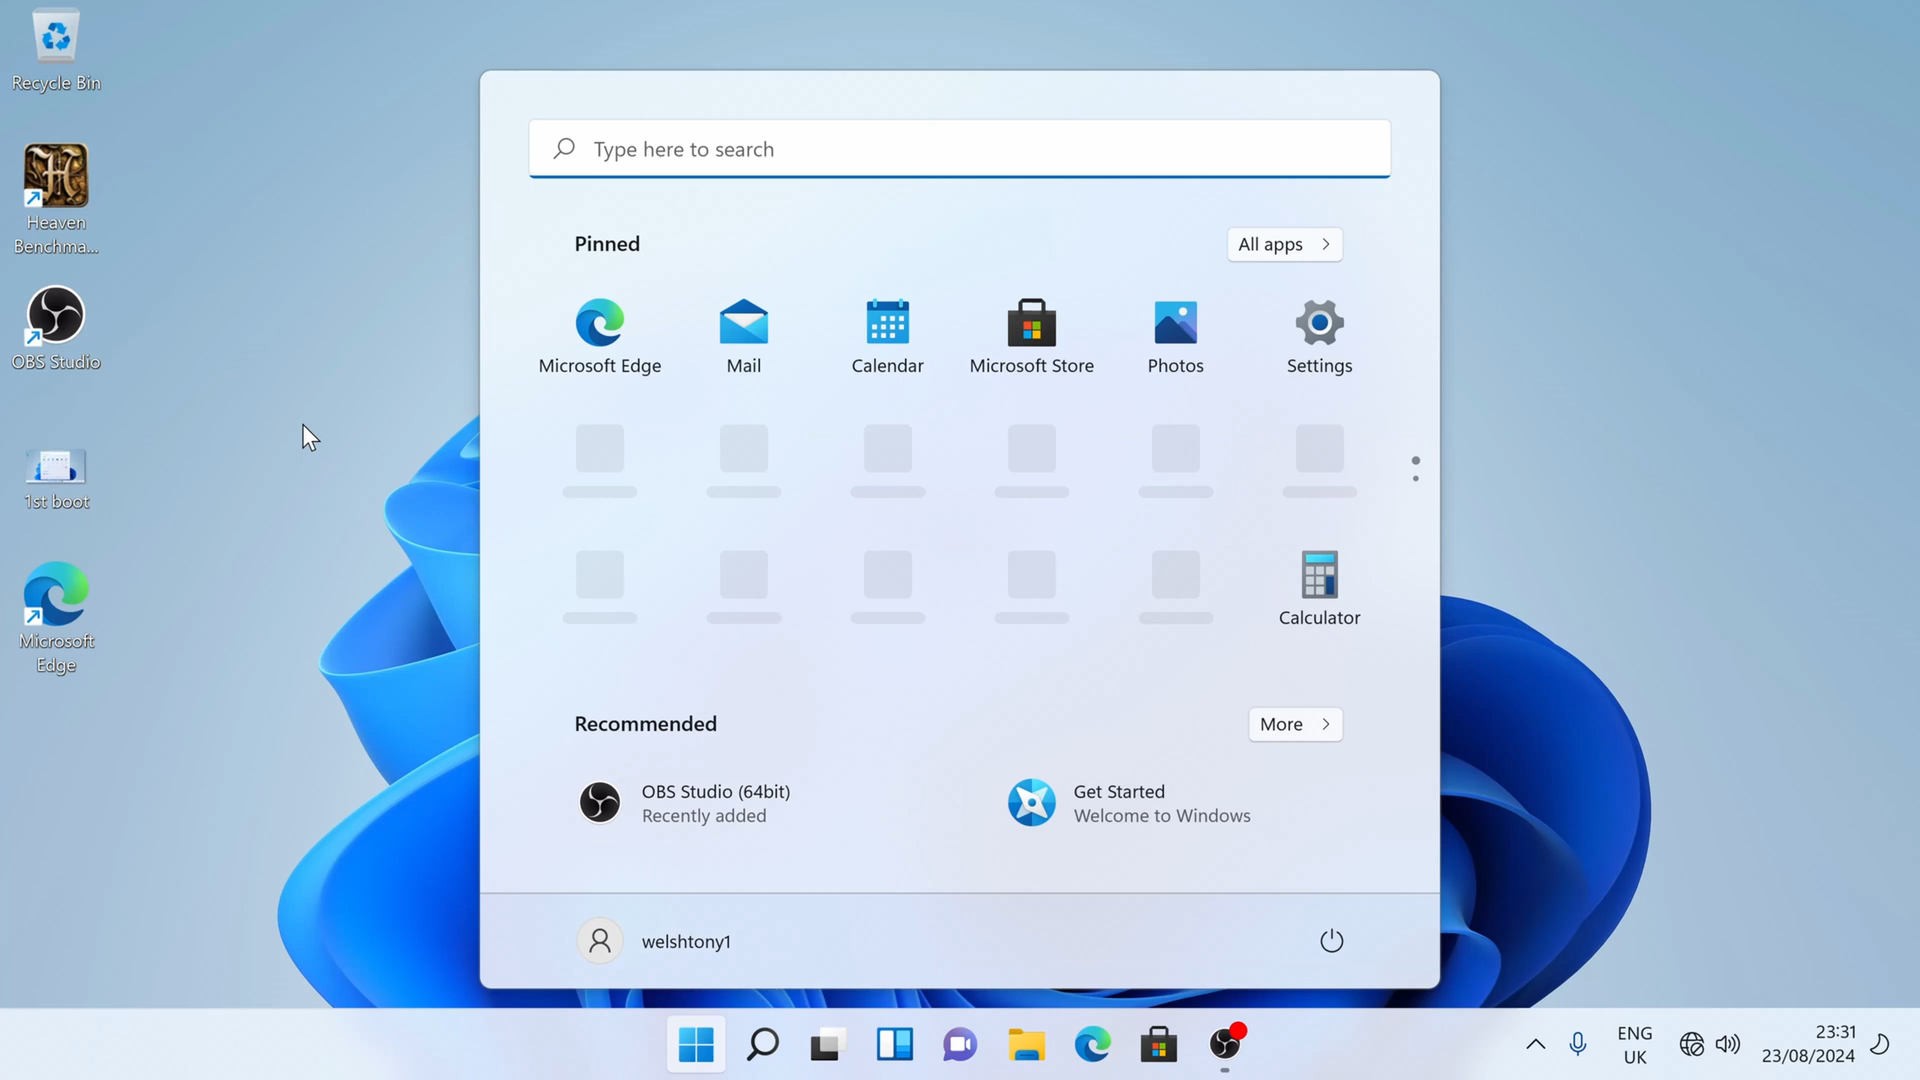 Recycle Bin
Heaven
Benchma...
OBS Studio
1st boot
Microsoft
Edge
Type here to search
Pinned
All apps
Microsoft Edge
Mail
Calendar
Microsoft Store
Photos
Settings
Calculator
Recommended
More
OBS Studio (64bit)
Recently added
Get Started
Welcome to Windows
welshtony1
ENG
UK
23:31
23/08/2024